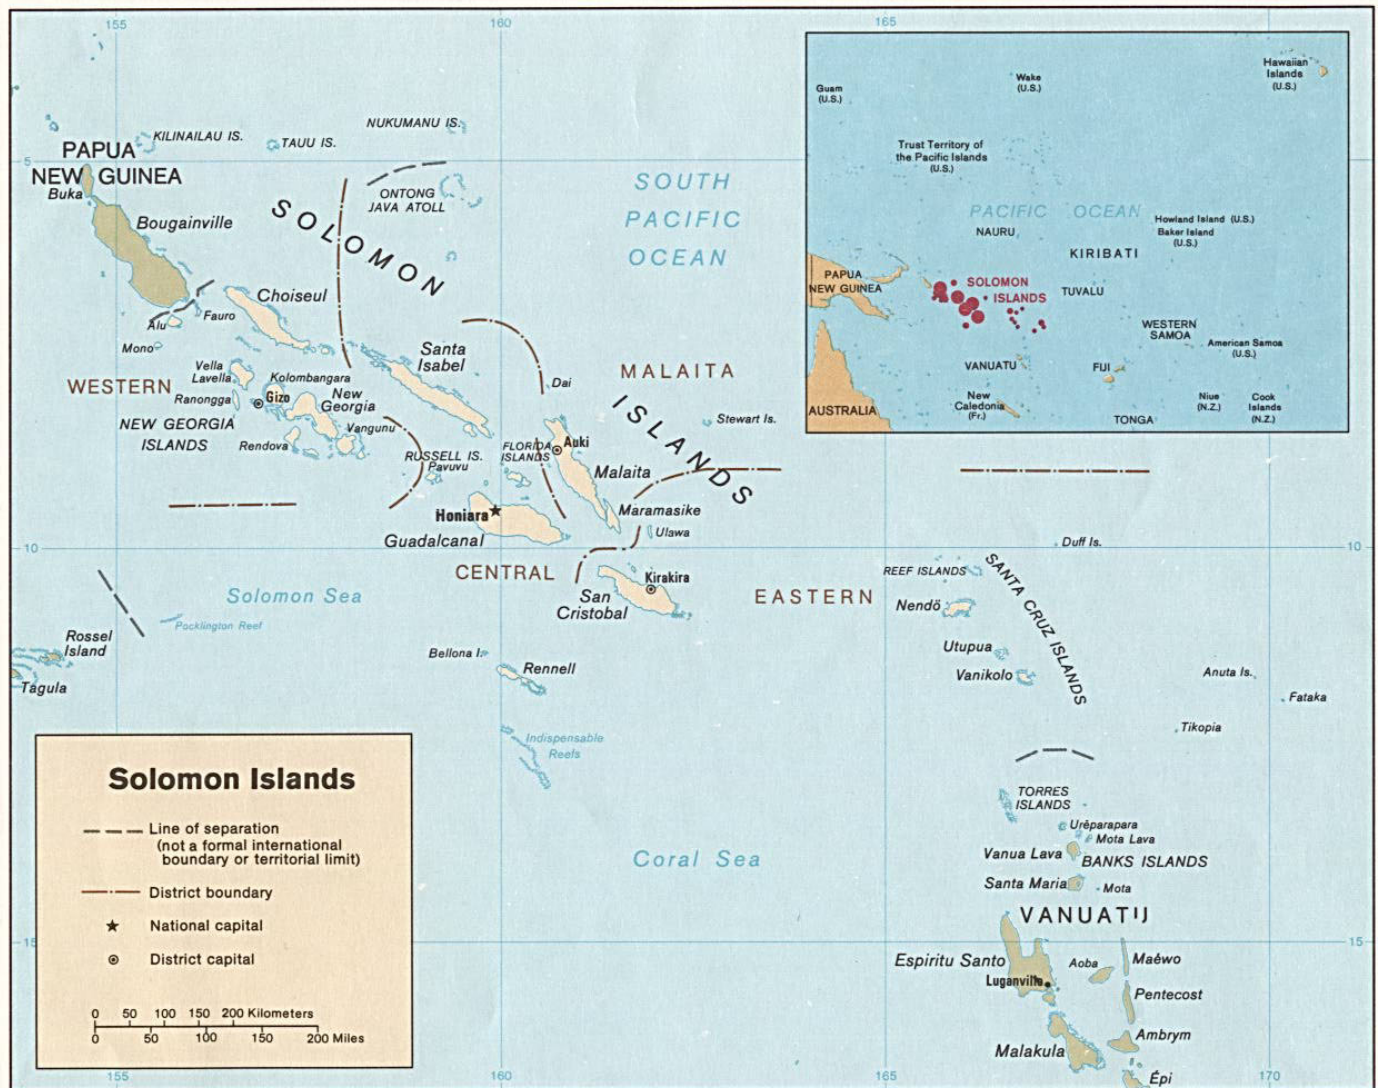 155
160
165
KILINAILAU IS.
TAUU IS.
NUKUMANU IS.
PAPUA
NEW GUINEA
5
Buka
Bougainville
ONTONG
JAVA ATOLL
SOLOMON
SOUTH
PACIFIC
OCEAN
Choiseul
Alu
Fauro
Mono
Vella
Lavella
WESTERN
Kolombangara
Ranongga
Gizo
New
Georgia
NEW GEORGIA
ISLANDS
Vangunu
Rendova
Santa
Isabel
Dai
MALAITA
ISLANDS
Stewart Is.
RUSSELL IS.
Pavuvu
FLORIDA
ISLANDS
Auki
Malaita
Honiara
Guadalcanal
Maramasike
Ulawa
10
CENTRAL
Kirakira
San
Cristobal
EASTERN
Duff Is.
10
REEF ISLANDS
SANTA CRUZ ISLANDS
Nendö
Utupua
Vanikolo
Anuta Is.
Fataka
Tikopia
Solomon Sea
Pocklington Reef
Rossel
Island
Tagula
Bellona I.
Rennell
Indispensable
Reefs
Coral Sea
TORRES
ISLANDS
Uréparapara
Mota Lava
Vanua Lava
BANKS ISLANDS
Santa Maria
Mota
VANUATU
15
15
Espiritu Santo
Luganville
Aoba
Maéwo
Pentecost
Ambrym
Malakula
Épi
155
160
165
170
Guam
(U.S.)
Wake
(U.S.)
Hawaiian
Islands
(U.S.)
Trust Territory of
the Pacific Islands
(U.S.)
PACIFIC OCEAN
NAURU
Howland Island (U.S.)
Baker Island
(U.S.)
KIRIBATI
PAPUA
NEW GUINEA
SOLOMON
ISLANDS
TUVALU
WESTERN
SAMOA
American Samoa
(U.S.)
VANUATU
FIJI
New
Caledonia
(Fr.)
Niue
(N.Z.)
Cook
Islands
(N.Z.)
AUSTRALIA
TONGA
Solomon Islands
Line of separation
(not a formal international
boundary or territorial limit)
District boundary
National capital
District capital
0 50 100 150 200 Kilometers
0 50 100 150 200 Miles